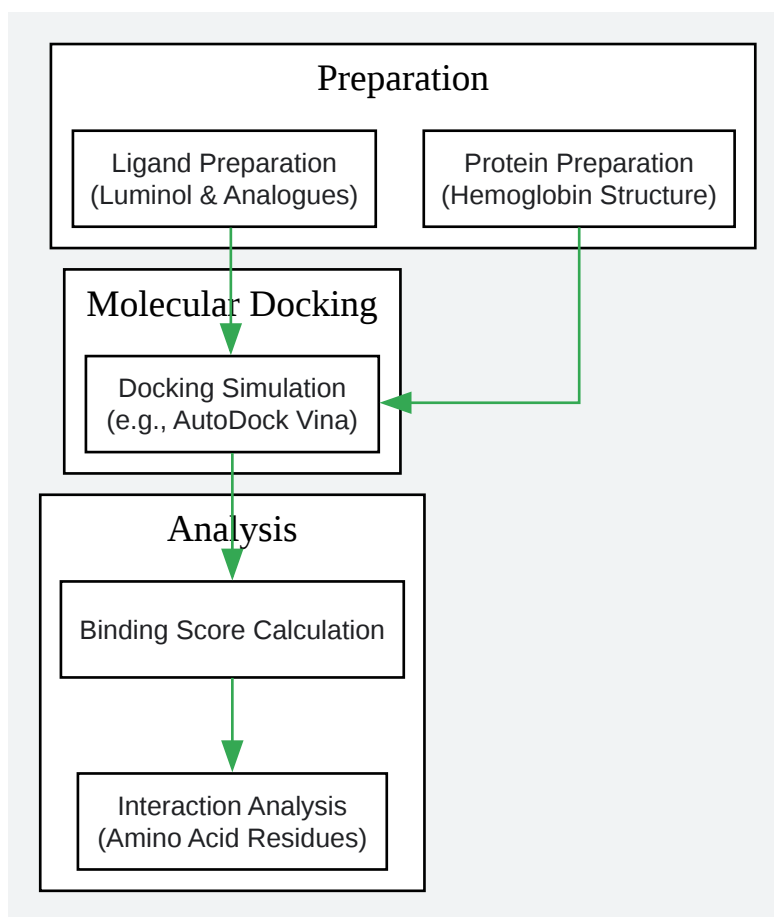 Preparation
Ligand Preparation
(Luminol & Analogues)
Protein Preparation
(Hemoglobin Structure)
Molecular Docking
Docking Simulation
(e.g., AutoDock Vina)
Analysis
Binding Score Calculation
Interaction Analysis
(Amino Acid Residues)